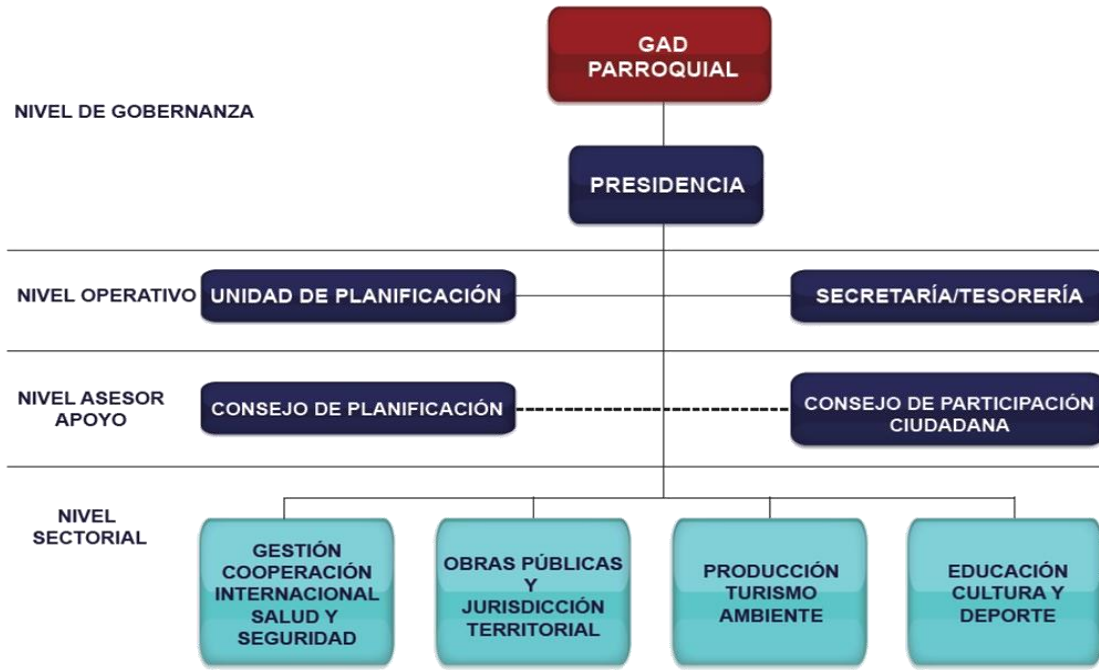 GAD
PARROQUIAL
NIVEL DE GOBERNANZA
PRESIDENCIA
NIVEL OPERATIVO
UNIDAD DE PLANIFICACIÓN
SECRETARÍA/TESORERÍA
NIVEL ASESOR
APOYO
CONSEJO DE PLANIFICACIÓN
CONSEJO DE PARTICIPACIÓN
CIUDADANA
NIVEL
SECTORIAL
GESTIÓN
COOPERACIÓN
INTERNACIONAL
SALUD Y
SEGURIDAD
OBRAS PÚBLICAS
Y
JURISDICCIÓN
TERRITORIAL
PRODUCCIÓN
TURISMO
AMBIENTE
EDUCACIÓN
CULTURA Y
DEPORTE